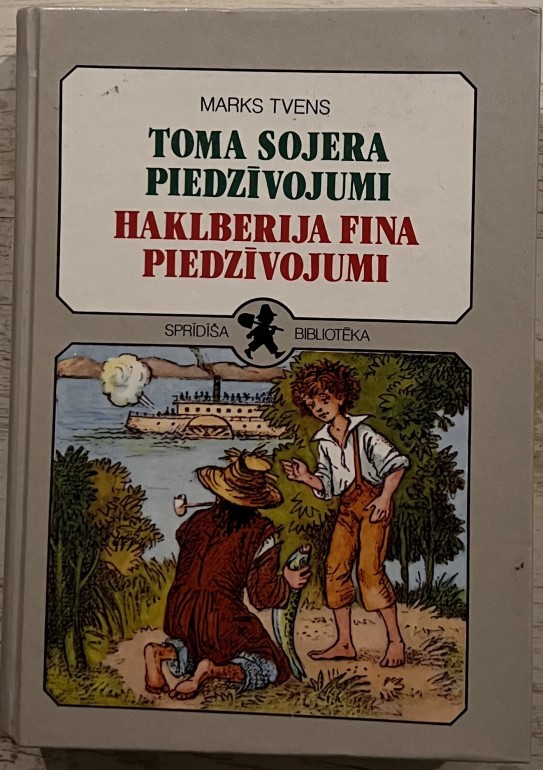 MARKS TVENS
TOMA SOJERA
PIEDZĪVOJUMI
HAKLBERIJA FINA
PIEDZĪVOJUMI
SPRĪDĪŠA BIBLIOTĒKA